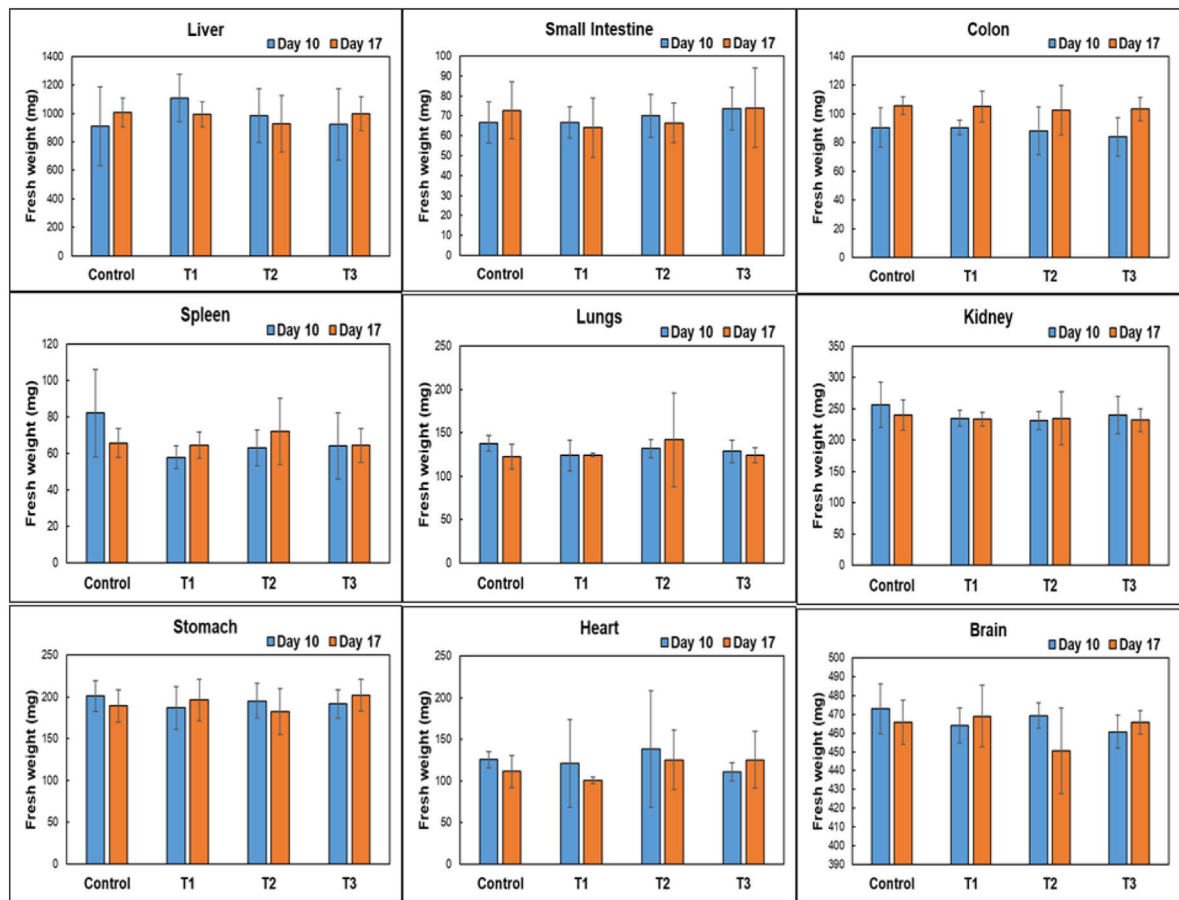 Liver
Day 10 Day 17
Fresh weight (mg)
1400
1200
1000
800
600
400
200
0
Control T1 T2 T3
Small Intestine
Day 10 Day 17
Fresh weight (mg)
100
90
80
70
60
50
40
30
20
10
0
Control T1 T2 T3
Colon
Day 10 Day 17
Fresh weight (mg)
140
120
100
80
60
40
20
0
Control T1 T2 T3
Spleen
Day 10 Day 17
Fresh weight (mg)
120
100
80
60
40
20
0
Control T1 T2 T3
Lungs
Day 10 Day 17
Fresh weight (mg)
250
200
150
100
50
0
Control T1 T2 T3
Kidney
Day 10 Day 17
Fresh weight (mg)
350
300
250
200
150
100
50
0
Control T1 T2 T3
Stomach
Day 10 Day 17
Fresh weight (mg)
250
200
150
100
50
0
Control T1 T2 T3
Heart
Day 10 Day 17
Fresh weight (mg)
250
200
150
100
50
0
Control T1 T2 T3
Brain
Day 10 Day 17
Fresh weight (mg)
500
490
480
470
460
450
440
430
420
410
400
390
Control T1 T2 T3